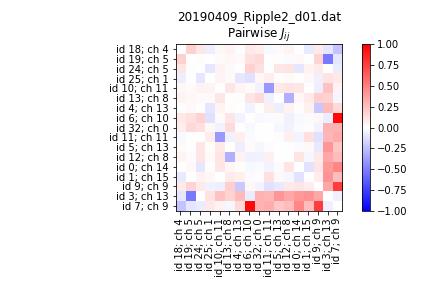 20190409_Ripple2_d01.dat
Pairwise J_{ij}
id 18; ch 4
id 19; ch 5
id 24; ch 5
id 25; ch 1
id 10; ch 11
id 13; ch 8
id 4; ch 13
id 6; ch 10
id 32; ch 0
id 11; ch 11
id 5; ch 13
id 12; ch 8
id 0; ch 14
id 1; ch 15
id 9; ch 9
id 3; ch 13
id 7; ch 9
id 18; ch 4
id 19; ch 5
id 24; ch 5
id 25; ch 1
id 10; ch 11
id 13; ch 8
id 4; ch 13
id 6; ch 10
id 32; ch 0
id 11; ch 11
id 5; ch 13
id 12; ch 8
id 0; ch 14
id 1; ch 15
id 9; ch 9
id 3; ch 13
id 7; ch 9
1.00
0.75
0.50
0.25
0.00
−0.25
−0.50
−0.75
−1.00